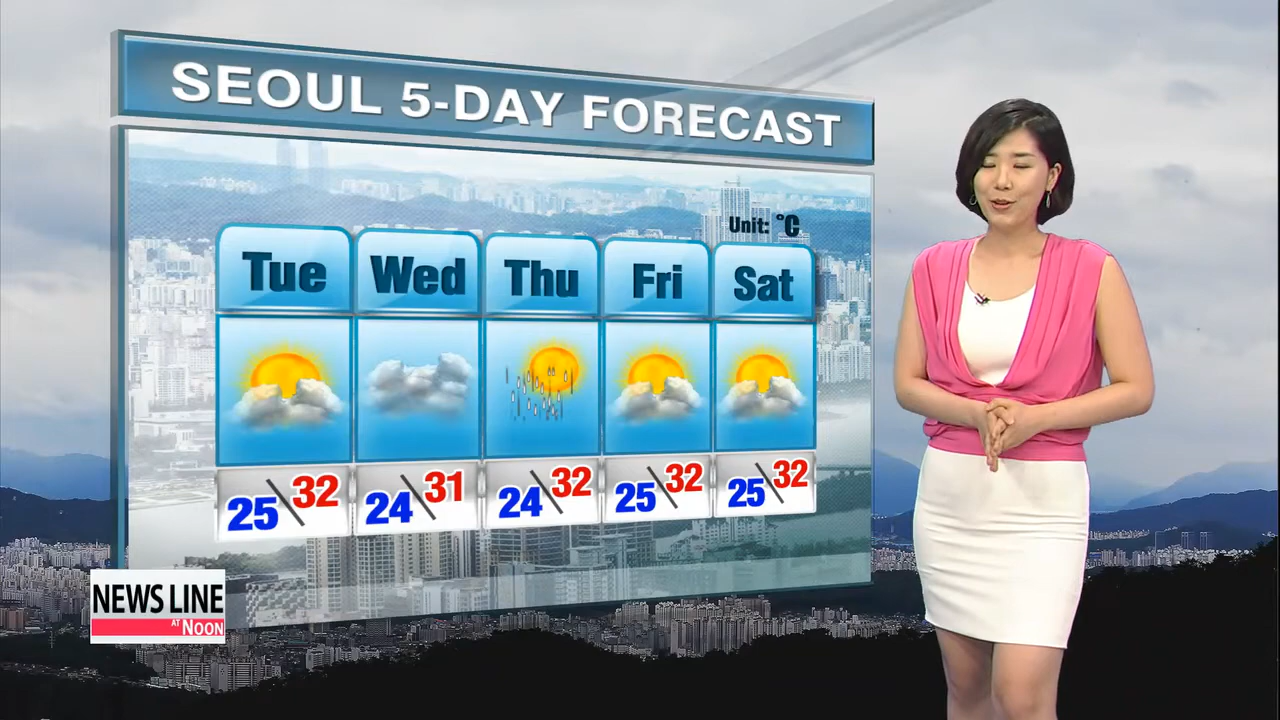 SEOUL 5-DAY FORECAST
Unit: °C
Tue Wed Thu Fri Sat
25\32 24\31 24\32 25\32 25\32
NEWS LINE
AT NOON